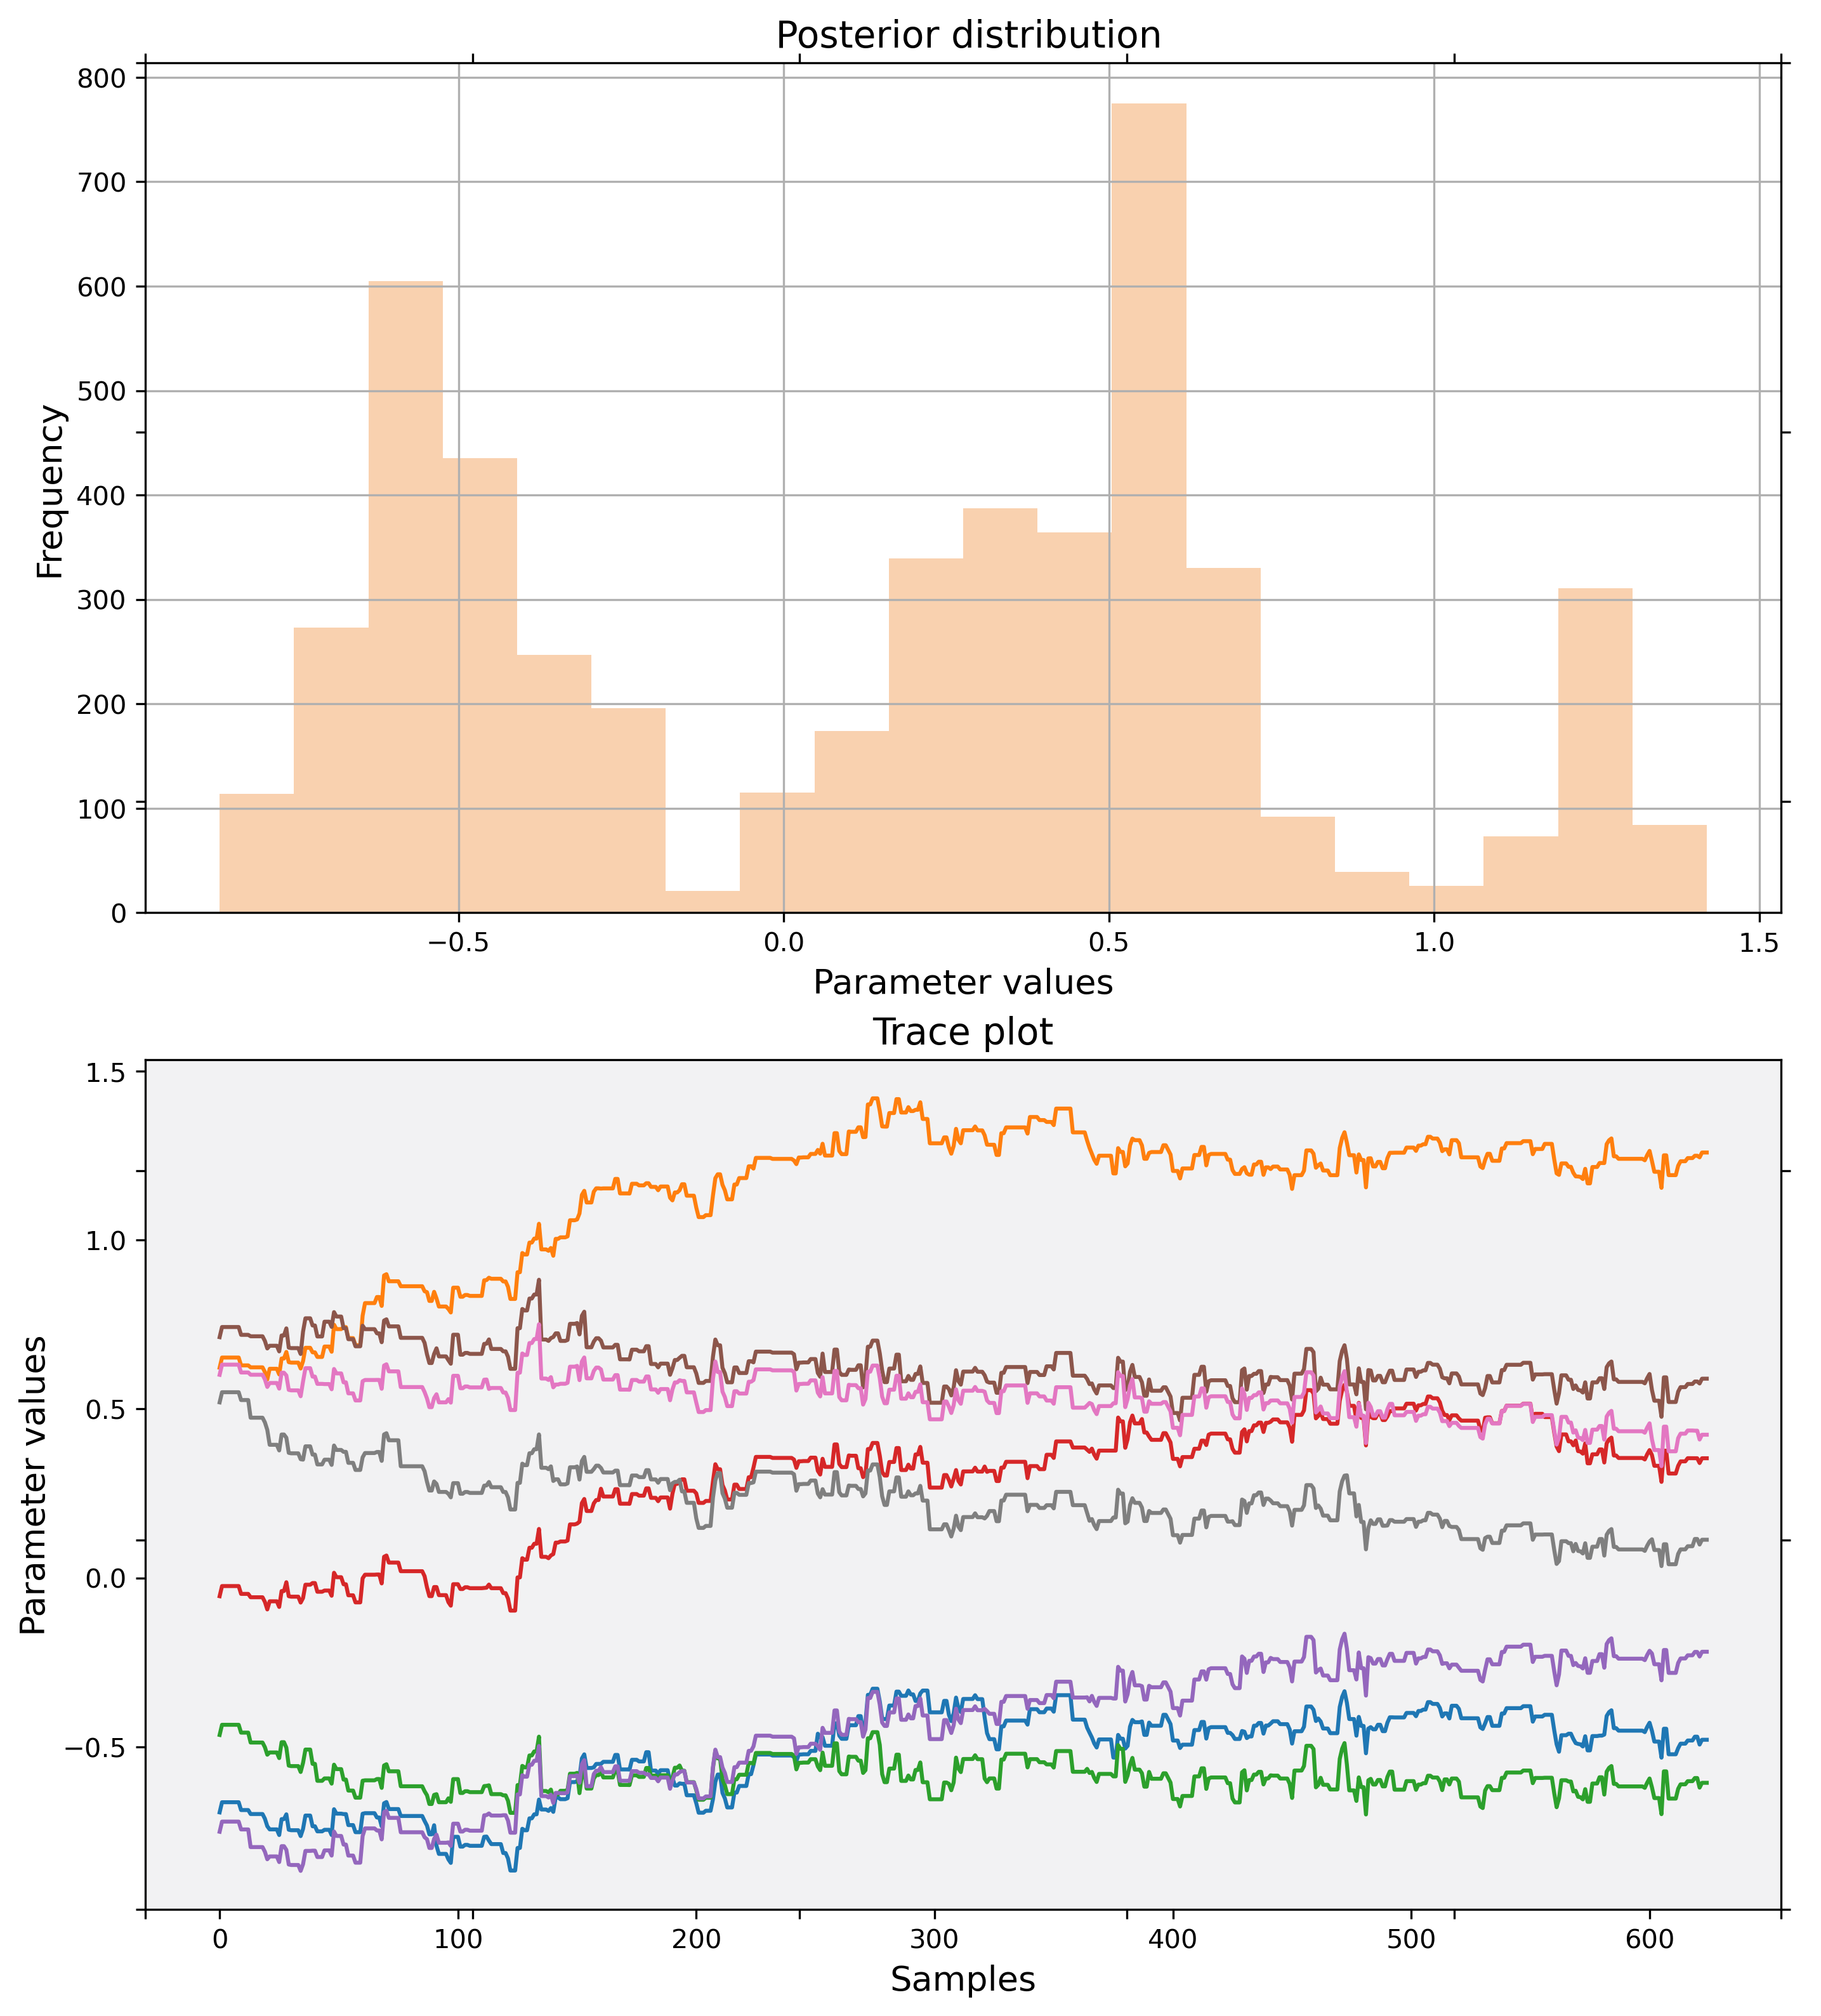 Posterior distribution
800
700
600
500
400
300
200
100
0
Frequency
−0.5 0.0 0.5 1.0 1.5
Parameter values
Trace plot
1.5
1.0
0.5
0.0
−0.5
Parameter values
0 100 200 300 400 500 600
Samples